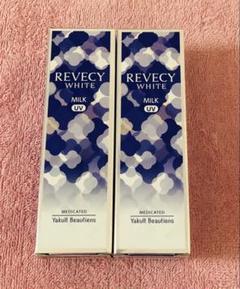 REVECY
WHITE
MILK
UV
MEDICATED
Yakult Beautiens
REVECY
WHITE
MILK
UV
MEDICATED
Yakult Beautiens